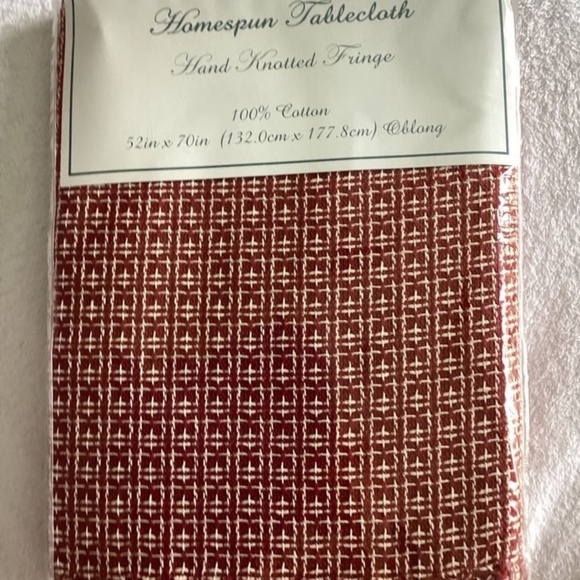 Homespun Tablecloth
Hand Knotted Fringe
100% Cotton
52in x 70in (132.0cm x 177.8cm) Oblong